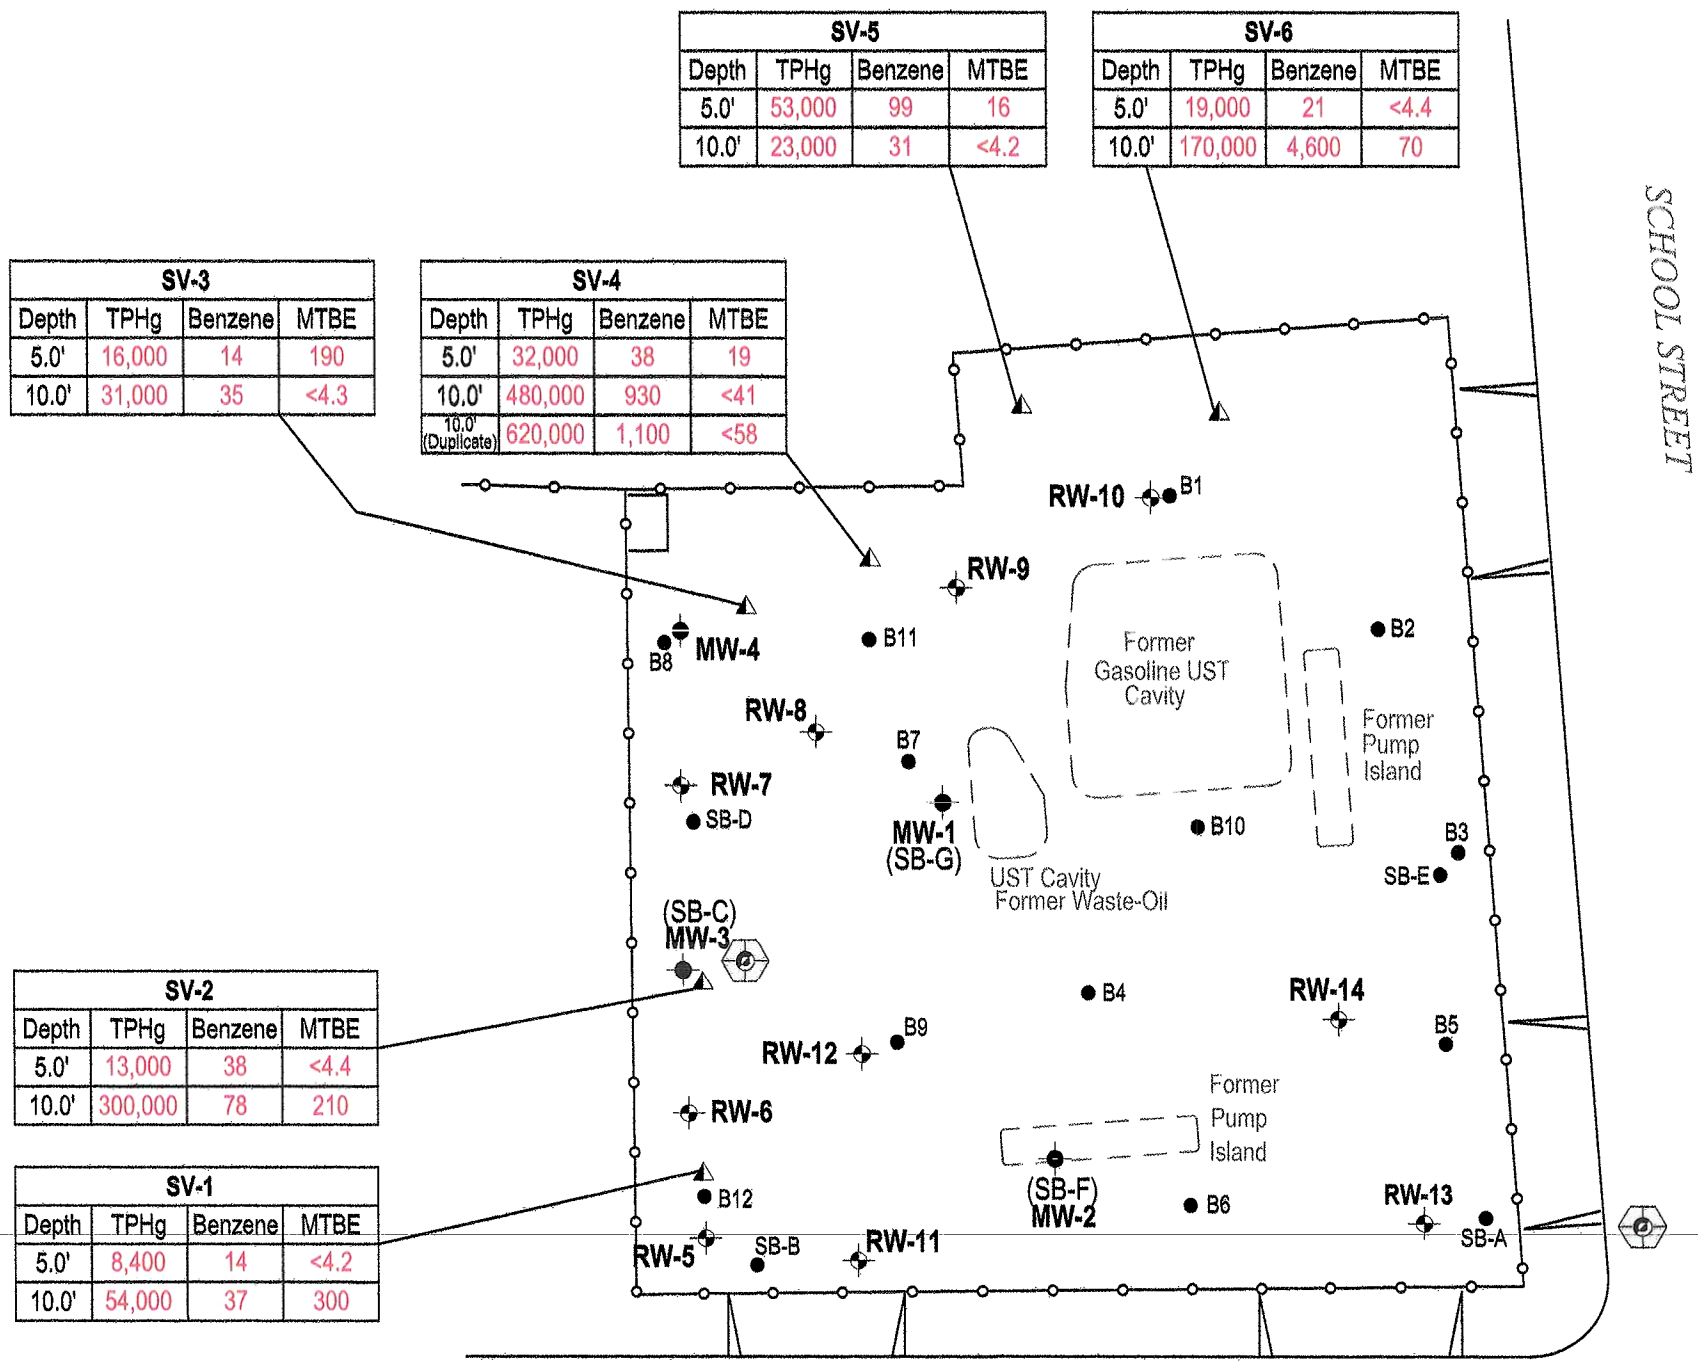 SV-5
Depth TPHg Benzene MTBE
5.0' 53,000 99 16
10.0' 23,000 31 <4.2
SV-6
Depth TPHg Benzene MTBE
5.0' 19,000 21 <4.4
10.0' 170,000 4,600 70
SCHOOL STREET
SV-3
Depth TPHg Benzene MTBE
5.0' 16,000 14 190
10.0' 31,000 35 <4.3
SV-4
Depth TPHg Benzene MTBE
5.0' 32,000 38 19
10.0' 480,000 930 <41
10.0'
(Duplicate) 620,000 1,100 <58
RW-10
B1
RW-9
B11
B8
MW-4
Former
Gasoline UST
Cavity
B2
RW-8
B7
Former
Pump
Island
RW-7
SB-D
MW-1
(SB-G)
B10
B3
SB-E
UST Cavity
Former Waste-Oil
(SB-C)
MW-3
SV-2
Depth TPHg Benzene MTBE
5.0' 13,000 38 <4.4
10.0' 300,000 78 210
B4
RW-14
B9
RW-12
B5
RW-6
Former
Pump
Island
SV-1
Depth TPHg Benzene MTBE
5.0' 8,400 14 <4.2
10.0' 54,000 37 300
B12
(SB-F)
MW-2
B6
RW-13
SB-A
RW-5
SB-B
RW-11